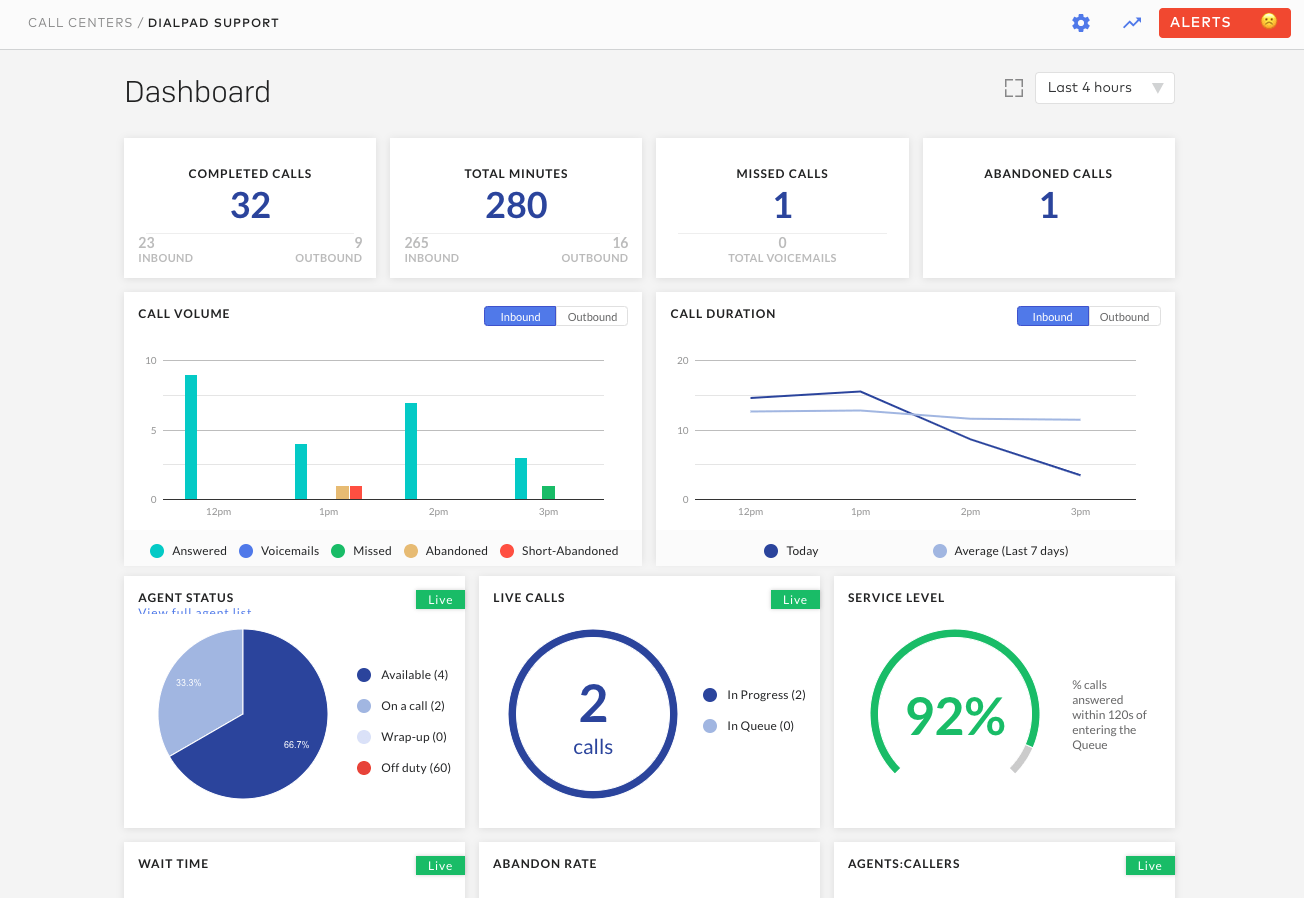 CALL CENTERS / DIALPAD SUPPORT
ALERTS
Dashboard
Last 4 hours
COMPLETED CALLS
32
23 9
INBOUND OUTBOUND
TOTAL MINUTES
280
265 16
INBOUND OUTBOUND
MISSED CALLS
1
0
TOTAL VOICEMAILS
ABANDONED CALLS
1
CALL VOLUME
Inbound Outbound
10
5
0
12pm 1pm 2pm 3pm
Answered Voicemails Missed Abandoned Short-Abandoned
CALL DURATION
Inbound Outbound
20
10
0
12pm 1pm 2pm 3pm
Today Average (Last 7 days)
AGENT STATUS
Live
View full agent list
33.3%
66.7%
Available (4)
On a call (2)
Wrap-up (0)
Off duty (60)
LIVE CALLS
Live
2
calls
In Progress (2)
In Queue (0)
SERVICE LEVEL
92%
% calls
answered
within 120s of
entering the
Queue
WAIT TIME
Live
ABANDON RATE
AGENTS:CALLERS
Live